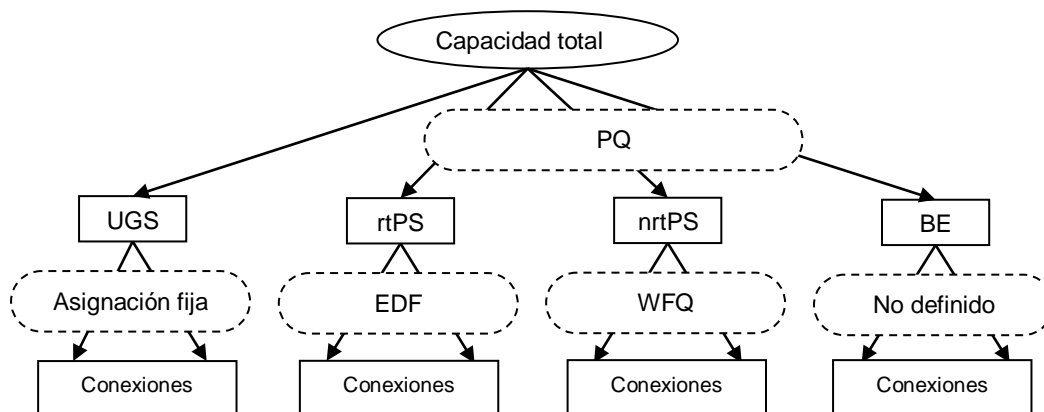 Capacidad total
PQ
UGS
rtPS
nrtPS
BE
Asignación fija
EDF
WFQ
No definido
Conexiones
Conexiones
Conexiones
Conexiones